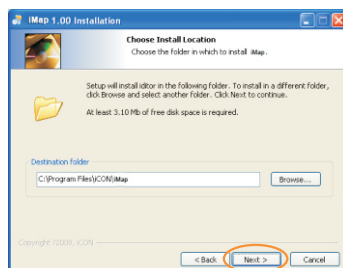 iMap 1.00 Installation
Choose Install Location
Choose the folder in which to install iMap.
Setup will install iditor in the following folder. To install in a different folder,
click Browse and select another folder. Click Next to continue.
At least 3.10 Mb of free disk space is required.
Destination folder
C:\Program Files\iCON\iMap
Browse...
Copyright ?2008, iCON
< Back
Next >
Cancel